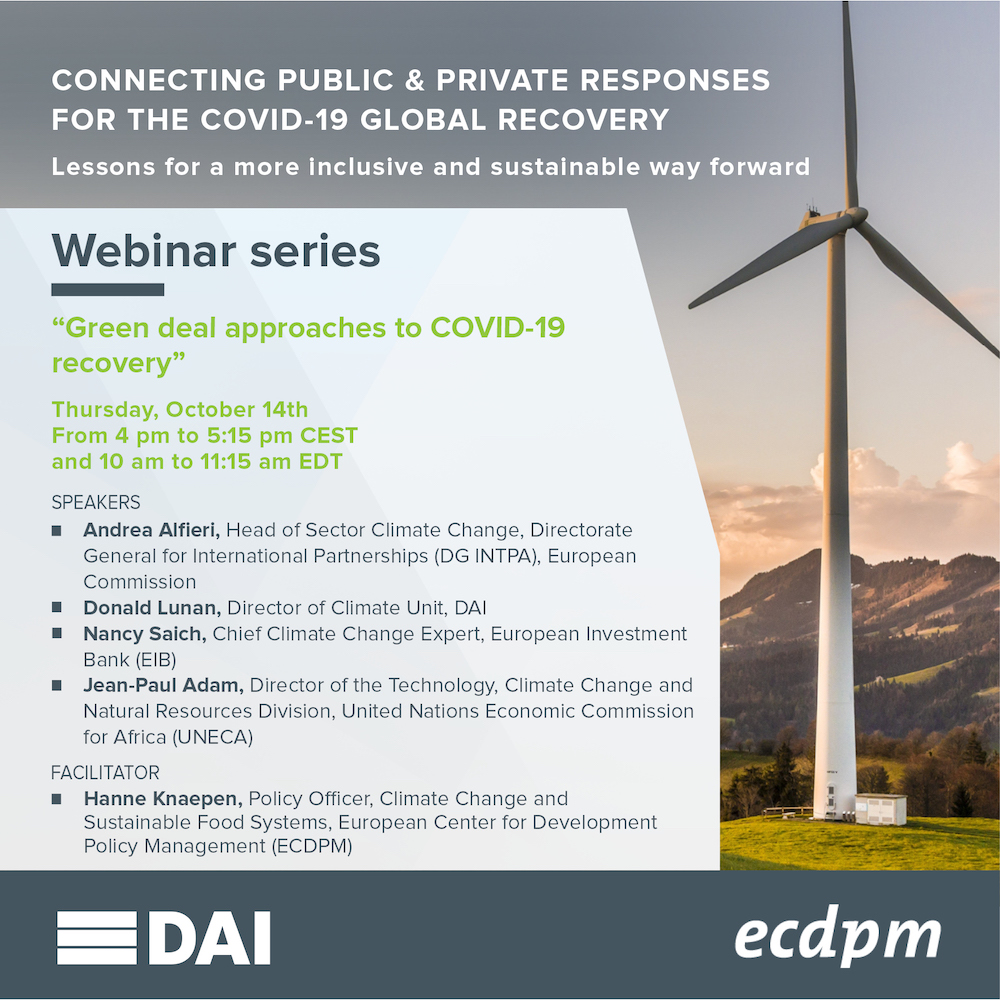 CONNECTING PUBLIC & PRIVATE RESPONSES
FOR THE COVID-19 GLOBAL RECOVERY
Lessons for a more inclusive and sustainable way forward
Webinar series
“Green deal approaches to COVID-19
recovery”
Thursday, October 14th
From 4 pm to 5:15 pm CEST
and 10 am to 11:15 am EDT
SPEAKERS
■ Andrea Alfieri, Head of Sector Climate Change, Directorate
General for International Partnerships (DG INTPA), European
Commission
■ Donald Lunan, Director of Climate Unit, DAI
■ Nancy Saich, Chief Climate Change Expert, European Investment
Bank (EIB)
■ Jean-Paul Adam, Director of the Technology, Climate Change and
Natural Resources Division, United Nations Economic Commission
for Africa (UNECA)
FACILITATOR
■ Hanne Knaepen, Policy Officer, Climate Change and
Sustainable Food Systems, European Center for Development
Policy Management (ECDPM)
DAI
ecdpm